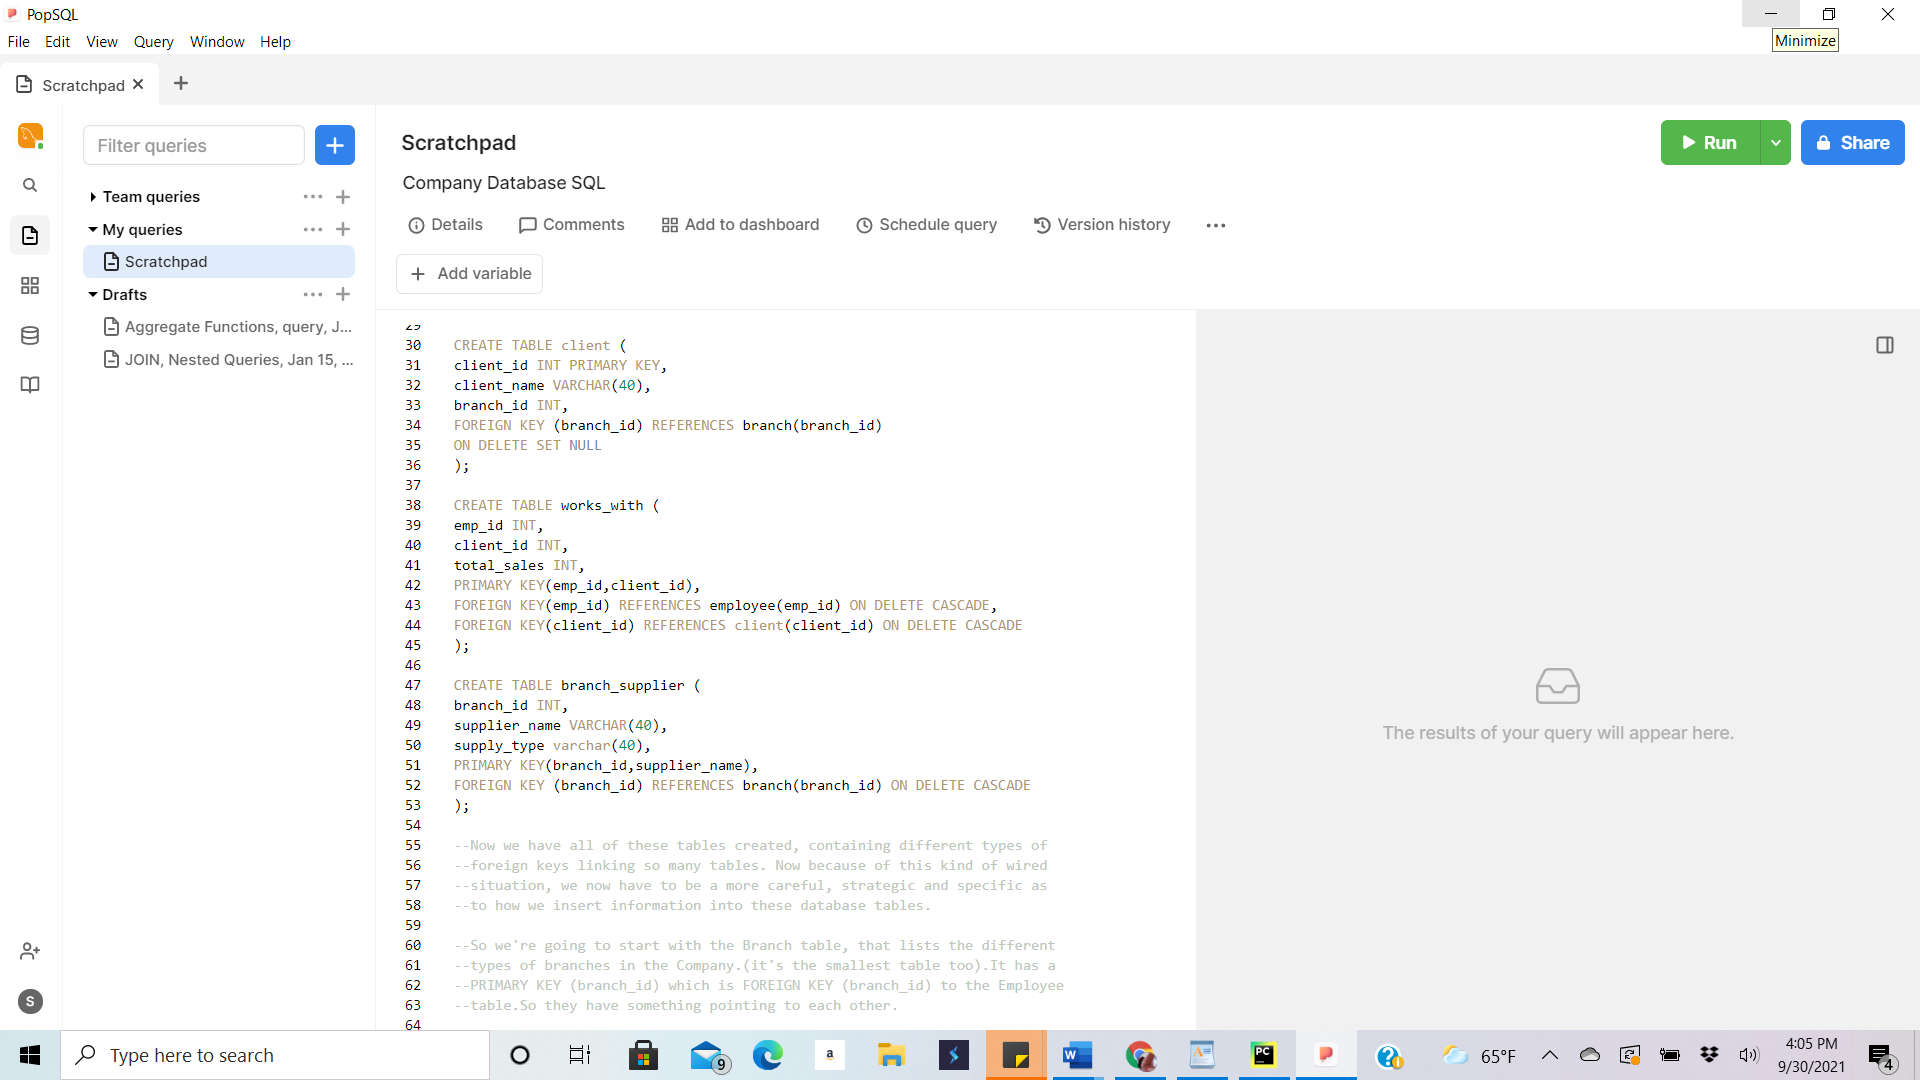 PopSQL
Minimize
File Edit View Query Window Help
Scratchpad
Filter queries
Team queries
My queries
Scratchpad
Drafts
Aggregate Functions, query, J...
JOIN, Nested Queries, Jan 15, ...
S
Scratchpad
Run
Share
Company Database SQL
Details Comments Add to dashboard Schedule query Version history
Add variable
29
30 CREATE TABLE client (
31 client_id INT PRIMARY KEY,
32 client_name VARCHAR(40),
33 branch_id INT,
34 FOREIGN KEY (branch_id) REFERENCES branch(branch_id)
35 ON DELETE SET NULL
36 );
37
38 CREATE TABLE works_with (
39 emp_id INT,
40 client_id INT,
41 total_sales INT,
42 PRIMARY KEY(emp_id,client_id),
43 FOREIGN KEY(emp_id) REFERENCES employee(emp_id) ON DELETE CASCADE,
44 FOREIGN KEY(client_id) REFERENCES client(client_id) ON DELETE CASCADE
45 );
46
47 CREATE TABLE branch_supplier (
48 branch_id INT,
49 supplier_name VARCHAR(40),
50 supply_type varchar(40),
51 PRIMARY KEY(branch_id,supplier_name),
52 FOREIGN KEY (branch_id) REFERENCES branch(branch_id) ON DELETE CASCADE
53 );
54
55 --Now we have all of these tables created, containing different types of
56 --foreign keys linking so many tables. Now because of this kind of wired
57 --situation, we now have to be a more careful, strategic and specific as
58 --to how we insert information into these database tables.
59
60 --So we're going to start with the Branch table, that lists the different
61 --types of branches in the Company.(it's the smallest table too).It has a
62 --PRIMARY KEY (branch_id) which is FOREIGN KEY (branch_id) to the Employee
63 --table.So they have something pointing to each other.
64
The results of your query will appear here.
Type here to search
9
a
W
PC
65°F
4:05 PM
9/30/2021
4